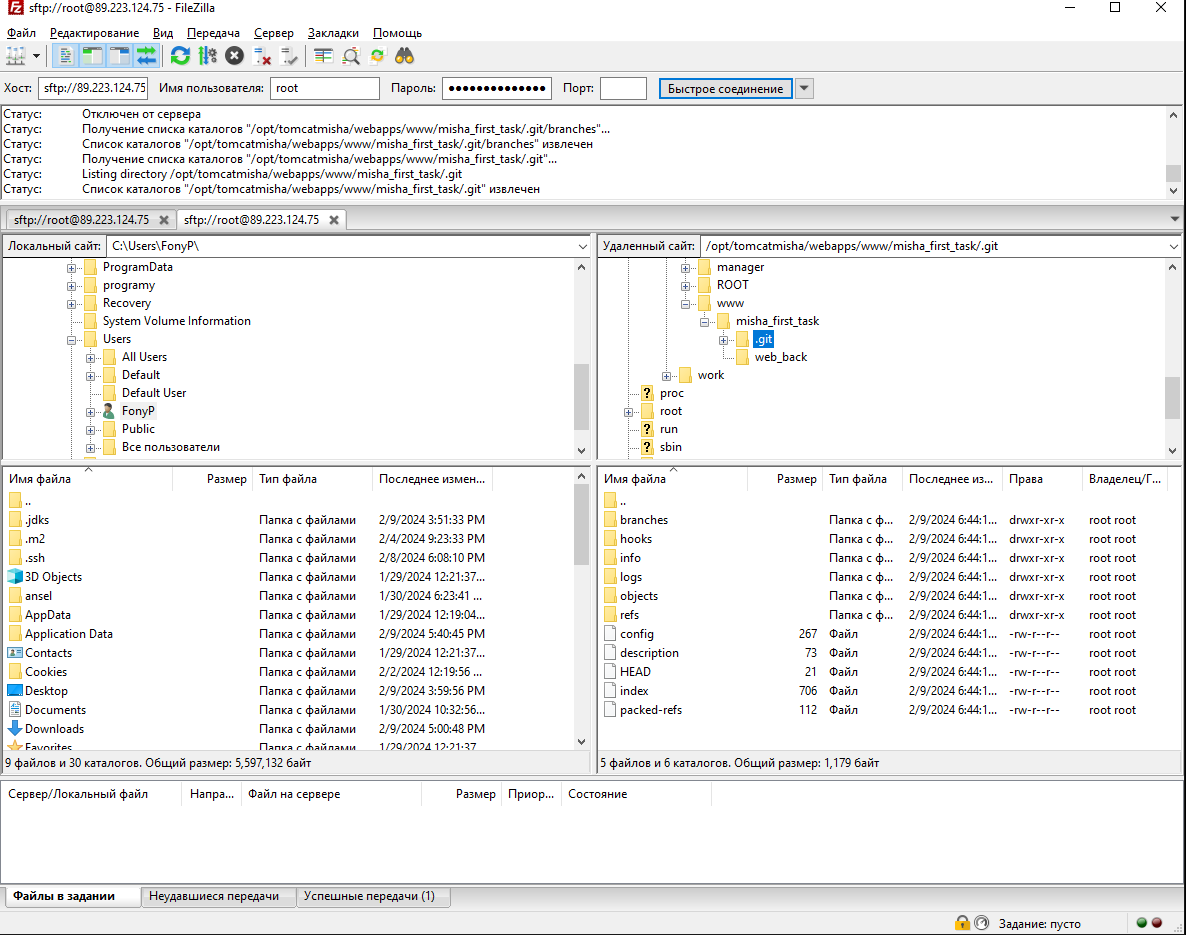 sftp://root@89.223.124.75 - FileZilla
Файл Редактирование Вид Передача Сервер Закладки Помощь
Хост: sftp://89.223.124.75 Имя пользователя: root Пароль: ●●●●●●●●●●●●●● Порт: Быстрое соединение
Статус: Отключен от сервера
Статус: Получение списка каталогов "/opt/tomcatmisha/webapps/www/misha_first_task/.git/branches"...
Статус: Список каталогов "/opt/tomcatmisha/webapps/www/misha_first_task/.git/branches" извлечен
Статус: Получение списка каталогов "/opt/tomcatmisha/webapps/www/misha_first_task/.git"...
Статус: Listing directory /opt/tomcatmisha/webapps/www/misha_first_task/.git
Статус: Список каталогов "/opt/tomcatmisha/webapps/www/misha_first_task/.git" извлечен
sftp://root@89.223.124.75 sftp://root@89.223.124.75
Локальный сайт: C:\Users\FonyP\
ProgramData
programy
Recovery
System Volume Information
Users
All Users
Default
Default User
FonyP
Public
Все пользователи
Имя файла Размер Тип файла Последнее измен...
..
.jdks Папка с файлами 2/9/2024 3:51:33 PM
.m2 Папка с файлами 2/4/2024 9:23:33 PM
.ssh Папка с файлами 2/8/2024 6:08:10 PM
3D Objects Папка с файлами 1/29/2024 12:21:37...
ansel Папка с файлами 1/30/2024 6:23:41 ...
AppData Папка с файлами 1/29/2024 12:19:04...
Application Data Папка с файлами 2/9/2024 5:40:45 PM
Contacts Папка с файлами 1/29/2024 12:21:37...
Cookies Папка с файлами 2/2/2024 12:19:56 ...
Desktop Папка с файлами 2/9/2024 3:59:56 PM
Documents Папка с файлами 1/30/2024 10:32:56...
Downloads Папка с файлами 2/9/2024 5:00:48 PM
Favorites Папка с файлами 1/29/2024 12:21:37
9 файлов и 30 каталогов. Общий размер: 5,597,132 байт
Удаленный сайт: /opt/tomcatmisha/webapps/www/misha_first_task/.git
manager
ROOT
www
misha_first_task
.git
web_back
work
proc
root
run
sbin
Имя файла Размер Тип файла Последнее из... Права Владелец/Г...
..
branches Папка с ф... 2/9/2024 6:44:1... drwxr-xr-x root root
hooks Папка с ф... 2/9/2024 6:44:1... drwxr-xr-x root root
info Папка с ф... 2/9/2024 6:44:1... drwxr-xr-x root root
logs Папка с ф... 2/9/2024 6:44:1... drwxr-xr-x root root
objects Папка с ф... 2/9/2024 6:44:1... drwxr-xr-x root root
refs Папка с ф... 2/9/2024 6:44:1... drwxr-xr-x root root
config 267 Файл 2/9/2024 6:44:1... -rw-r--r-- root root
description 73 Файл 2/9/2024 6:44:1... -rw-r--r-- root root
HEAD 21 Файл 2/9/2024 6:44:1... -rw-r--r-- root root
index 706 Файл 2/9/2024 6:44:1... -rw-r--r-- root root
packed-refs 112 Файл 2/9/2024 6:44:1... -rw-r--r-- root root
5 файлов и 6 каталогов. Общий размер: 1,179 байт
Сервер/Локальный файл Напра... Файл на сервере Размер Приор... Состояние
Файлы в задании Неудавшиеся передачи Успешные передачи (1)
Задание: пусто